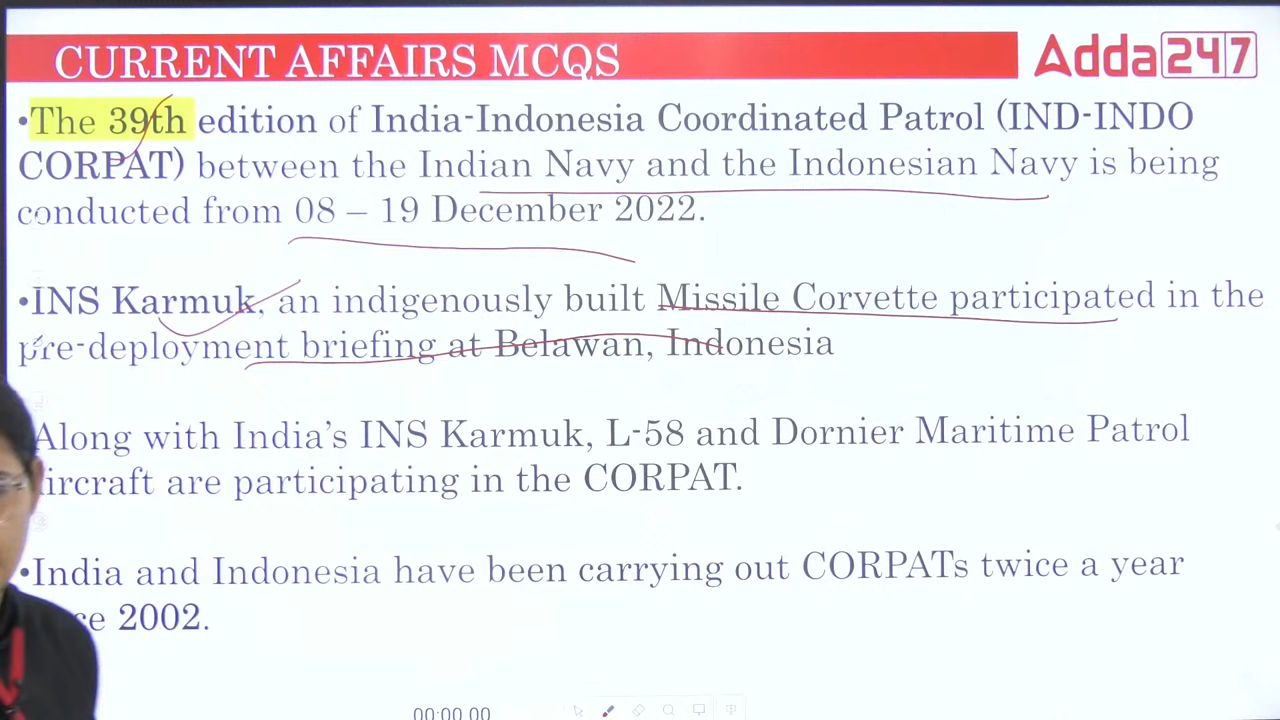 CURRENT AFFAIRS MCQS
Adda247
•The 39th edition of India-Indonesia Coordinated Patrol (IND-INDO
CORPAT) between the Indian Navy and the Indonesian Navy is being
conducted from 08 – 19 December 2022.
•INS Karmuk, an indigenously built Missile Corvette participated in the
pre-deployment briefing at Belawan, Indonesia
Along with India's INS Karmuk, L-58 and Dornier Maritime Patrol
ircraft are participating in the CORPAT.
•India and Indonesia have been carrying out CORPATs twice a year
ce 2002.
00:00.00